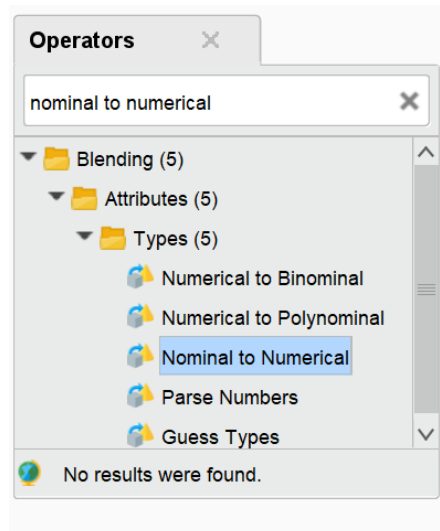 Operators
nominal to numerical
Blending (5)
Attributes (5)
Types (5)
Numerical to Binominal
Numerical to Polynominal
Nominal to Numerical
Parse Numbers
Guess Types
No results were found.